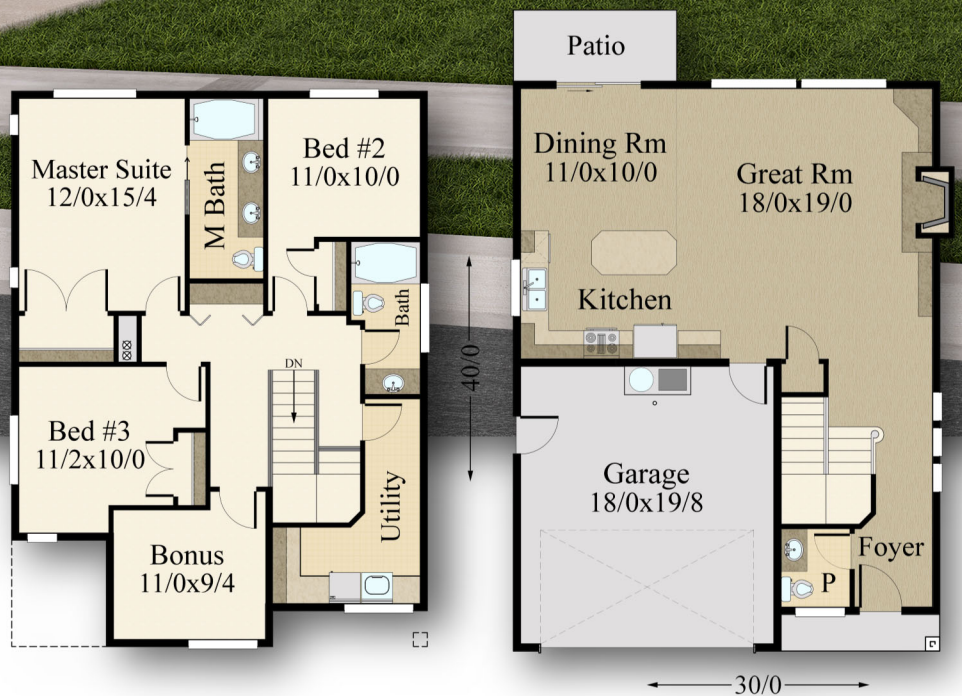 Patio
Master Suite
12/0x15/4
M Bath
Bed #2
11/0x10/0
Dining Rm
11/0x10/0
Great Rm
18/0x19/0
Bath
Kitchen
DN
40/0
Bed #3
11/2x10/0
Utility
Garage
18/0x19/8
Bonus
11/0x9/4
Foyer
P
30/0